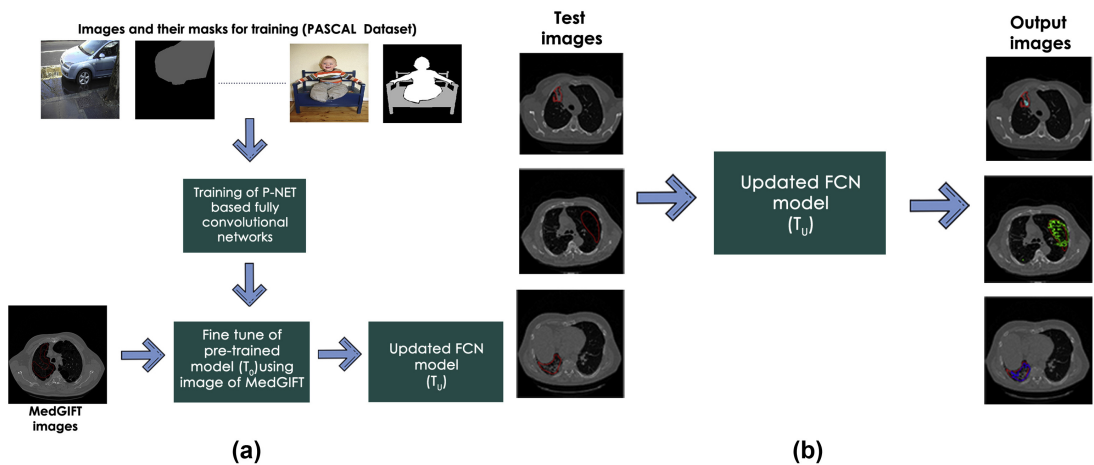 Images and their masks for training (PASCAL Dataset)
Training of P-NET
based fully
convolutional
networks
MedGIFT
images
Fine tune of
pre-trained
model (T0)using
image of MedGIFT
Updated FCN
model
(TU)
(a)
Test
images
Updated FCN
model
(TU)
Output
images
(b)